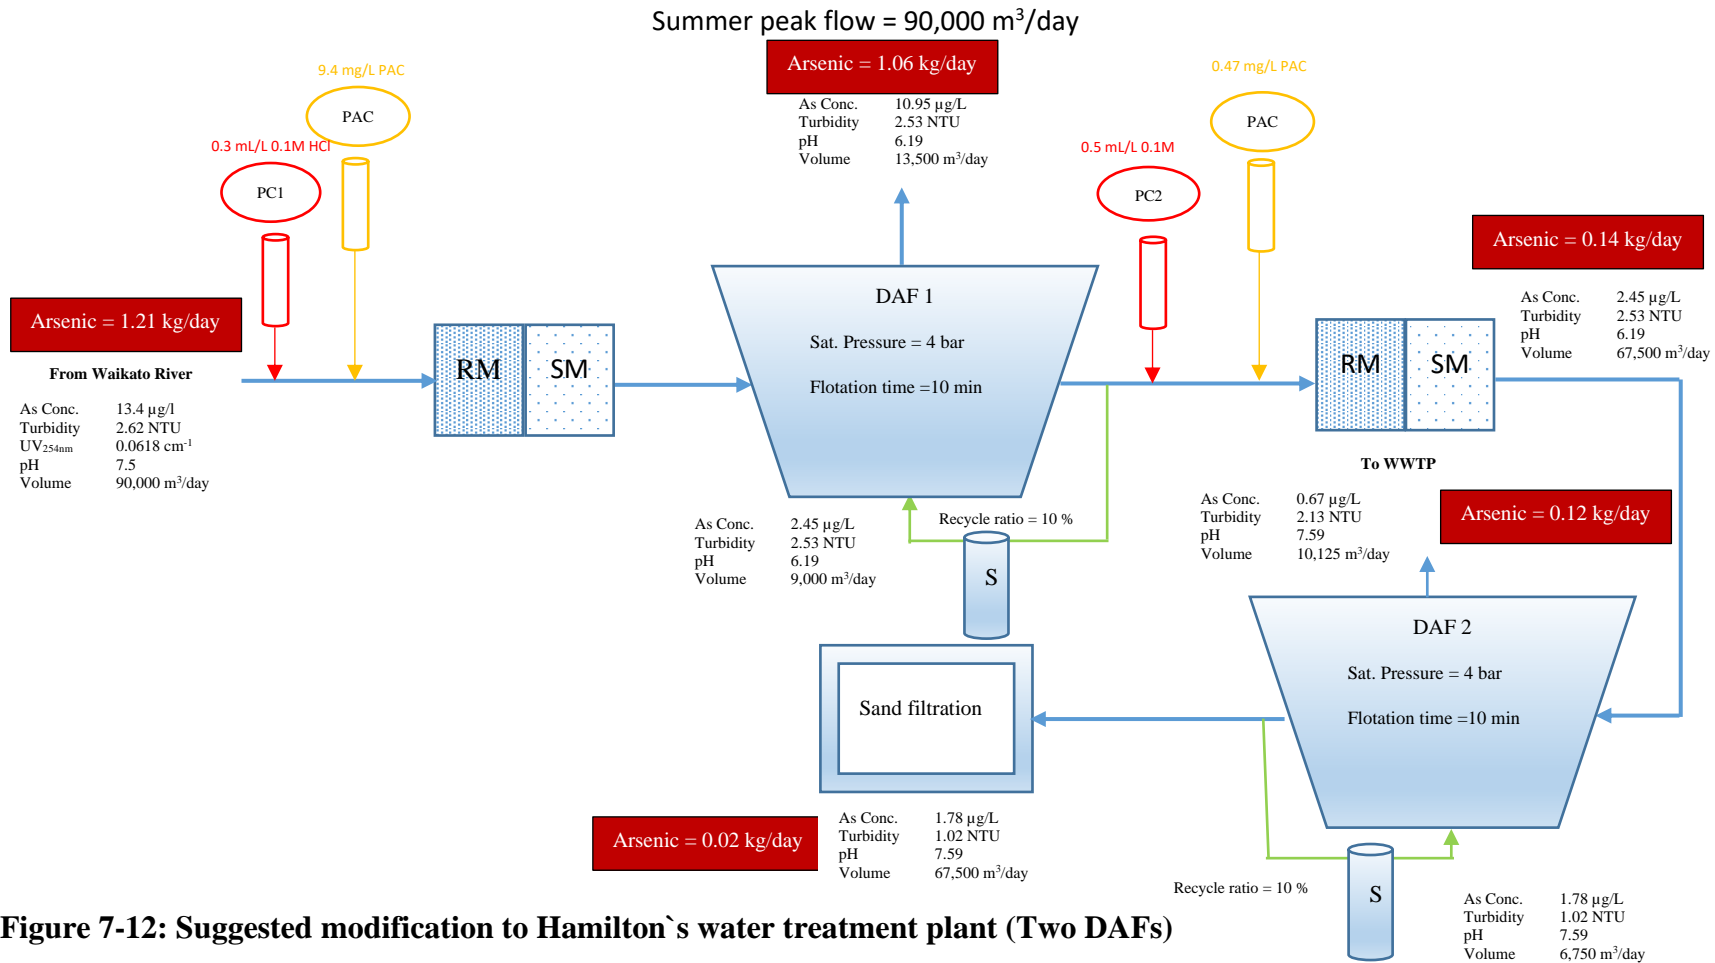 Summer peak flow = 90,000 m³/day
Arsenic = 1.06 kg/day
As Conc. 10.95 µg/L
Turbidity 2.53 NTU
pH 6.19
Volume 13,500 m³/day
9.4 mg/L PAC
PAC
0.3 mL/L 0.1M HCl
PC1
0.47 mg/L PAC
PAC
0.5 mL/L 0.1M
PC2
Arsenic = 1.21 kg/day
From Waikato River
As Conc. 13.4 µg/l
Turbidity 2.62 NTU
UV₂₅₄ₙₘ 0.0618 cm⁻¹
pH 7.5
Volume 90,000 m³/day
RM SM
DAF 1
Sat. Pressure = 4 bar
Flotation time =10 min
As Conc. 2.45 µg/L
Turbidity 2.53 NTU
pH 6.19
Volume 9,000 m³/day
Recycle ratio = 10 %
S
RM SM
Arsenic = 0.14 kg/day
As Conc. 2.45 µg/L
Turbidity 2.53 NTU
pH 6.19
Volume 67,500 m³/day
To WWTP
As Conc. 0.67 µg/L
Turbidity 2.13 NTU
pH 7.59
Volume 10,125 m³/day
Arsenic = 0.12 kg/day
DAF 2
Sat. Pressure = 4 bar
Flotation time =10 min
Sand filtration
Arsenic = 0.02 kg/day
As Conc. 1.78 µg/L
Turbidity 1.02 NTU
pH 7.59
Volume 67,500 m³/day
Recycle ratio = 10 %
S
As Conc. 1.78 µg/L
Turbidity 1.02 NTU
pH 7.59
Volume 6,750 m³/day
Figure 7-12: Suggested modification to Hamilton`s water treatment plant (Two DAFs)